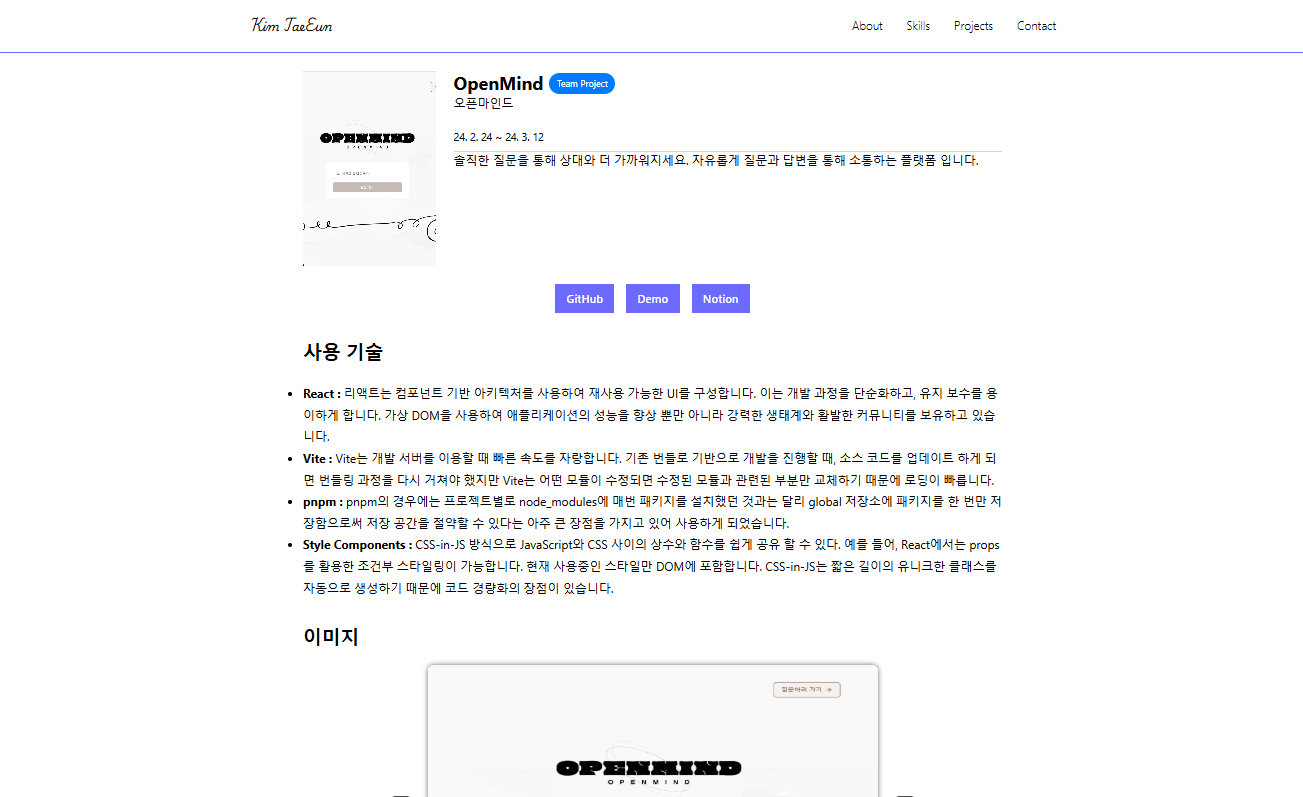 Kim TaeEun
About Skills Projects Contact
OpenMind Team Project
오픈마인드
24. 2. 24 ~ 24. 3. 12
솔직한 질문을 통해 상대와 더 가까워지세요. 자유롭게 질문과 답변을 통해 소통하는 플랫폼 입니다.
OPENMIND
OPENMIND
GitHub Demo Notion
사용 기술
React : 리액트는 컴포넌트 기반 아키텍처를 사용하여 재사용 가능한 UI를 구성합니다. 이는 개발 과정을 단순화하고, 유지 보수를 용
이하게 합니다. 가상 DOM을 사용하여 애플리케이션의 성능을 향상 뿐만 아니라 강력한 생태계와 활발한 커뮤니티를 보유하고 있습
니다.
Vite : Vite는 개발 서버를 이용할 때 빠른 속도를 자랑합니다. 기존 번들로 기반으로 개발을 진행할 때, 소스 코드를 업데이트 하게 되
면 번들링 과정을 다시 거쳐야 했지만 Vite는 어떤 모듈이 수정되면 수정된 모듈과 관련된 부분만 교체하기 때문에 로딩이 빠릅니다.
pnpm : pnpm의 경우에는 프로젝트별로 node_modules에 매번 패키지를 설치했던 것과는 달리 global 저장소에 패키지를 한 번만 저
장함으로써 저장 공간을 절약할 수 있다는 아주 큰 장점을 가지고 있어 사용하게 되었습니다.
Style Components : CSS-in-JS 방식으로 JavaScript와 CSS 사이의 상수와 함수를 쉽게 공유 할 수 있다. 예를 들어, React에서는 props
를 활용한 조건부 스타일링이 가능합니다. 현재 사용중인 스타일만 DOM에 포함합니다. CSS-in-JS는 짧은 길이의 유니크한 클래스를
자동으로 생성하기 때문에 코드 경량화의 장점이 있습니다.
이미지
질문하러 가기 →
OPENMIND
OPENMIND